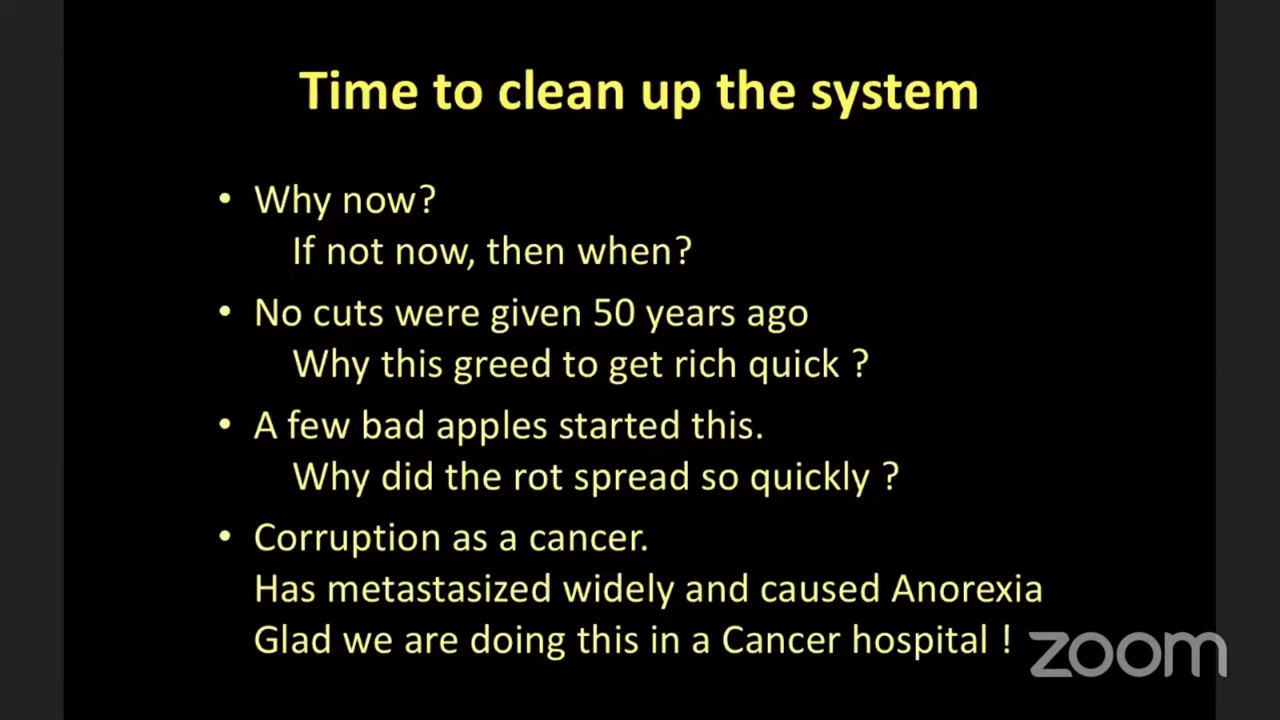 Time to clean up the system
• Why now?
If not now, then when?
• No cuts were given 50 years ago
Why this greed to get rich quick ?
• A few bad apples started this.
Why did the rot spread so quickly ?
• Corruption as a cancer.
Has metastasized widely and caused Anorexia
Glad we are doing this in a Cancer hospital !
zoom